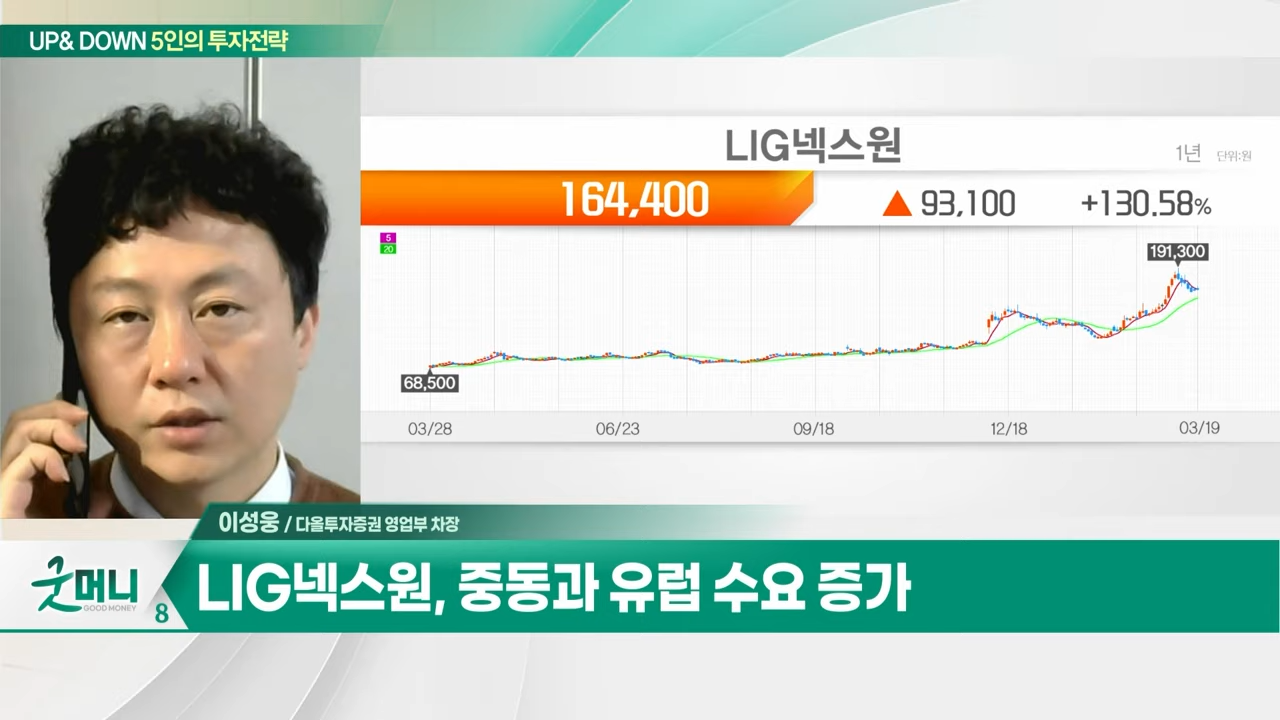 UP& DOWN 5인의 투자전략
LIG넥스원
1년 단위:원
164,400 ▲ 93,100 +130.58%
5
20
191,300
68,500
03/28 06/23 09/18 12/18 03/19
이성웅 / 다올투자증권 영업부 차장
굿머니
GOOD MONEY
8
LIG넥스원, 중동과 유럽 수요 증가